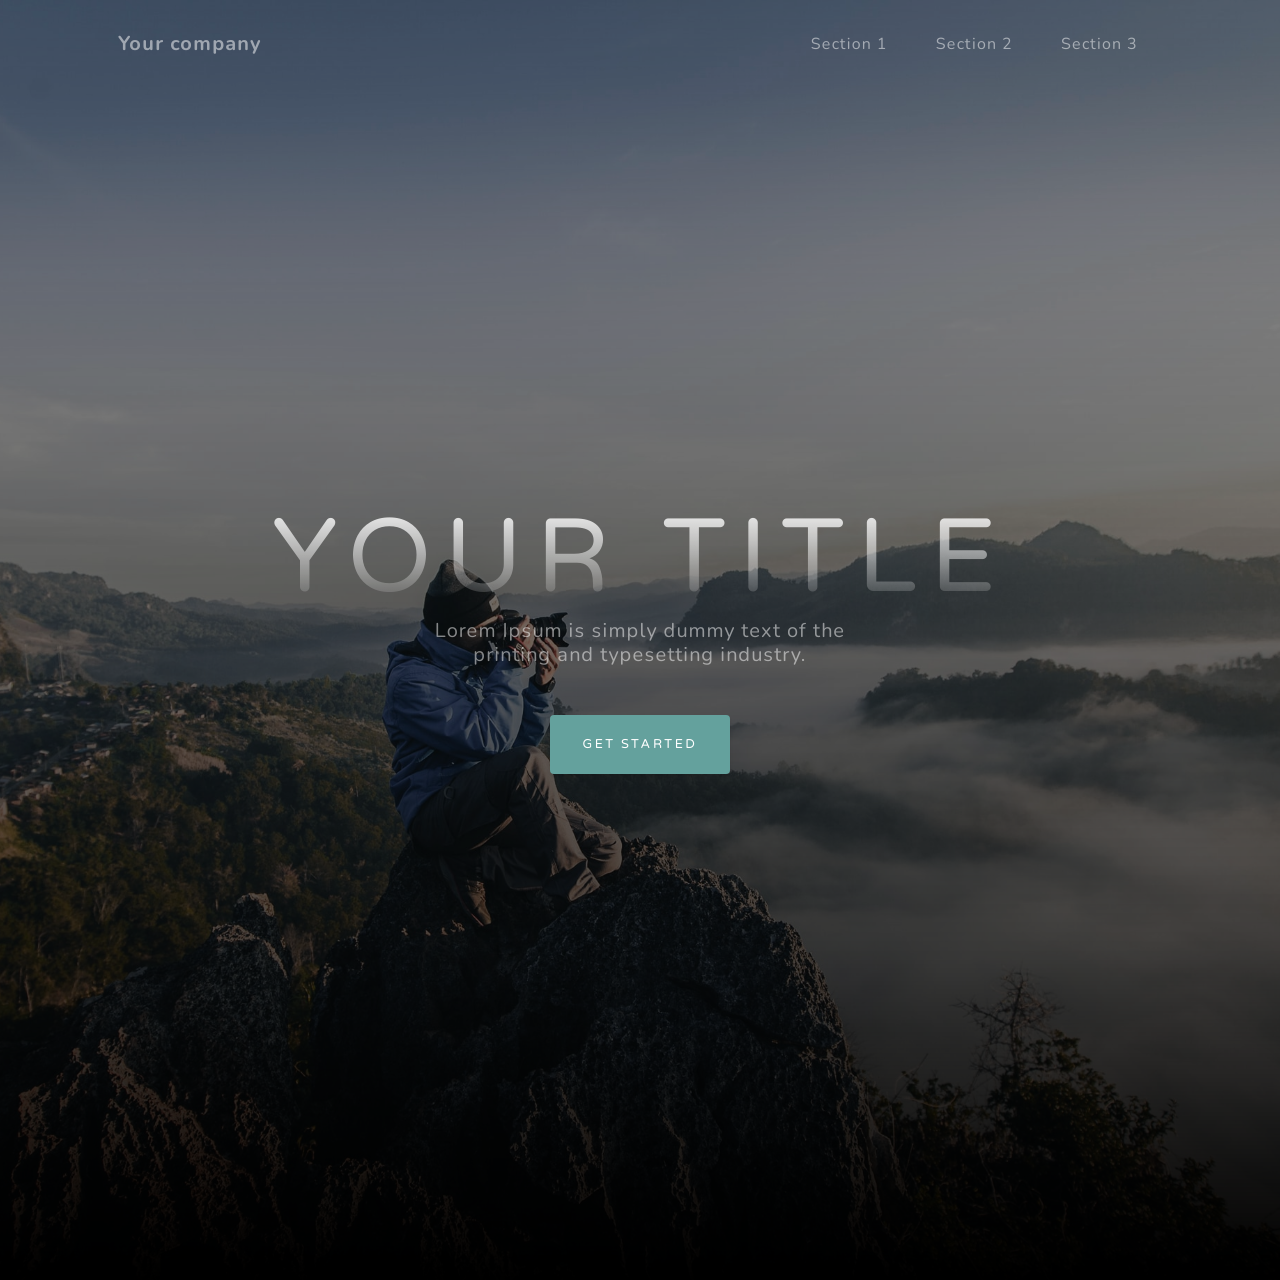 Your company
Section 1
Section 2
Section 3
YOUR TITLE
Lorem Ipsum is simply dummy text of the
printing and typesetting industry.
GET STARTED